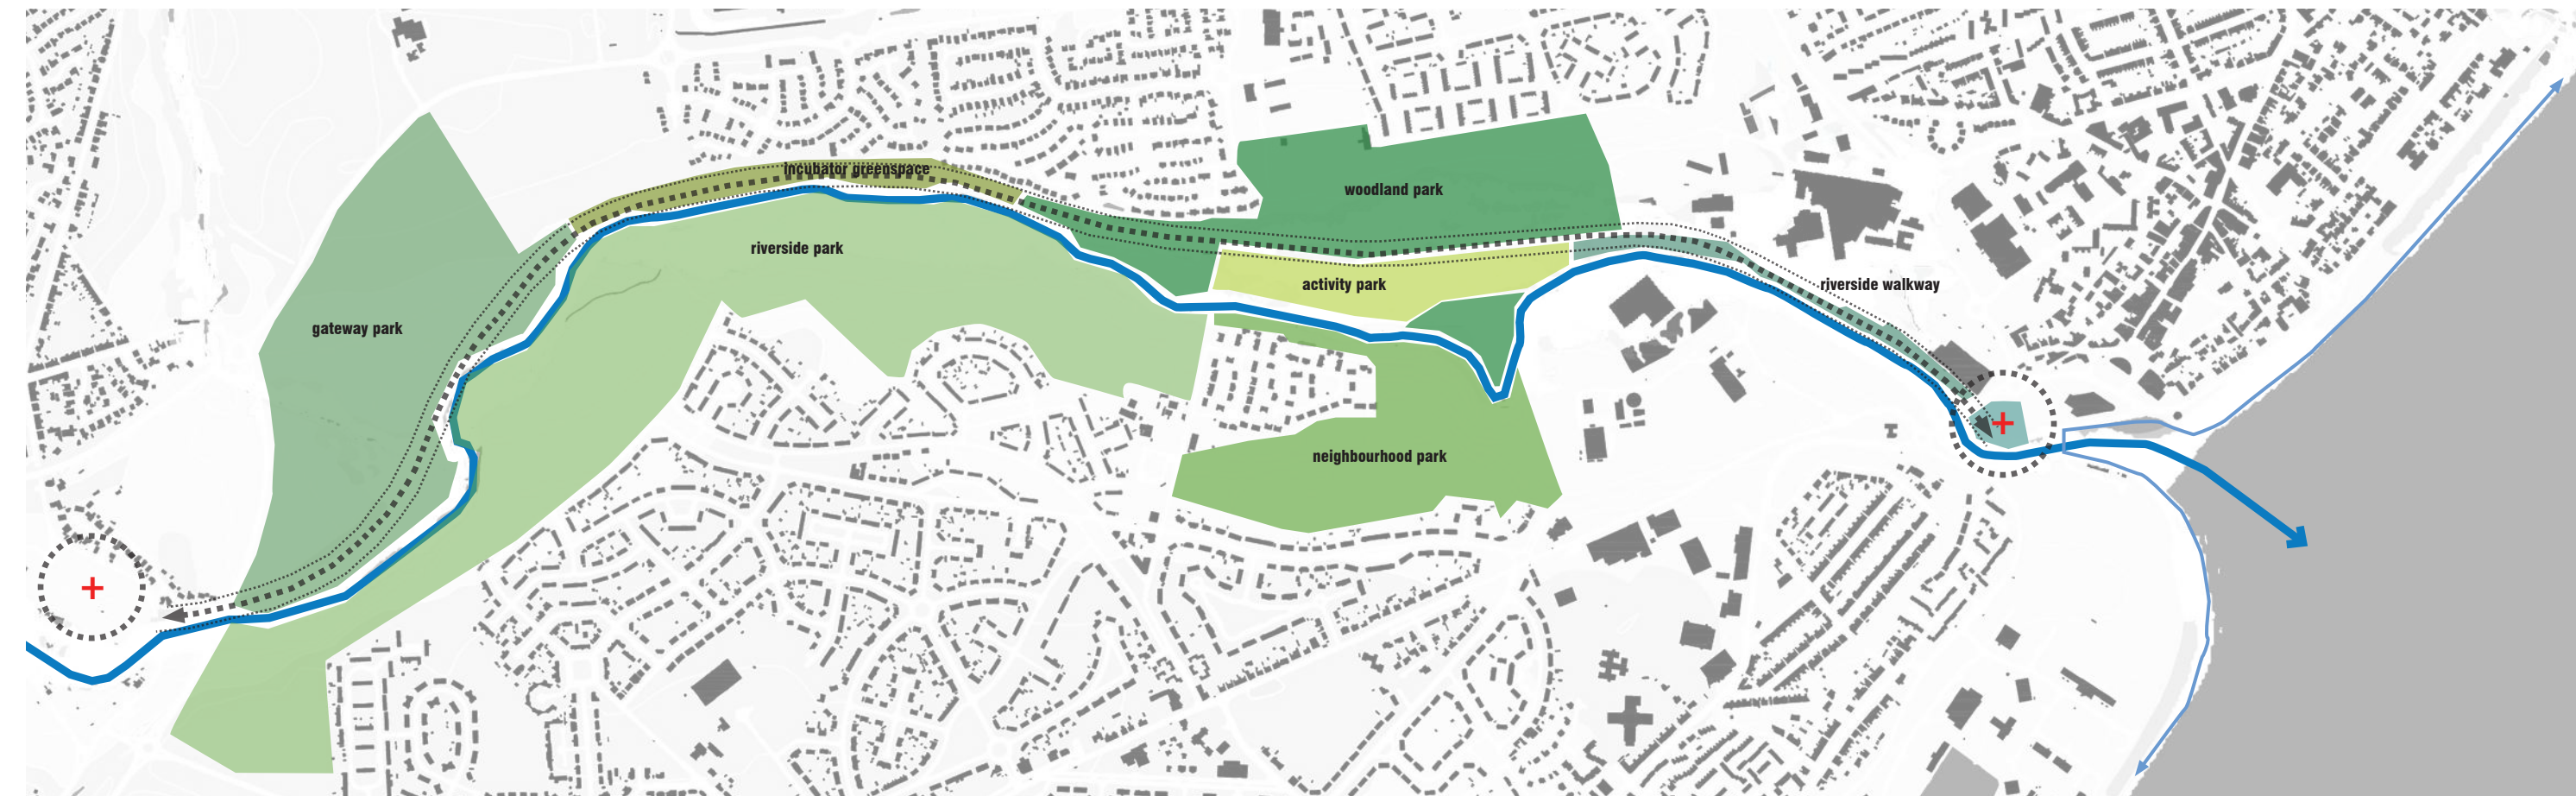 incubator greenspace
woodland park
riverside park
activity park
riverside walkway
gateway park
neighbourhood park